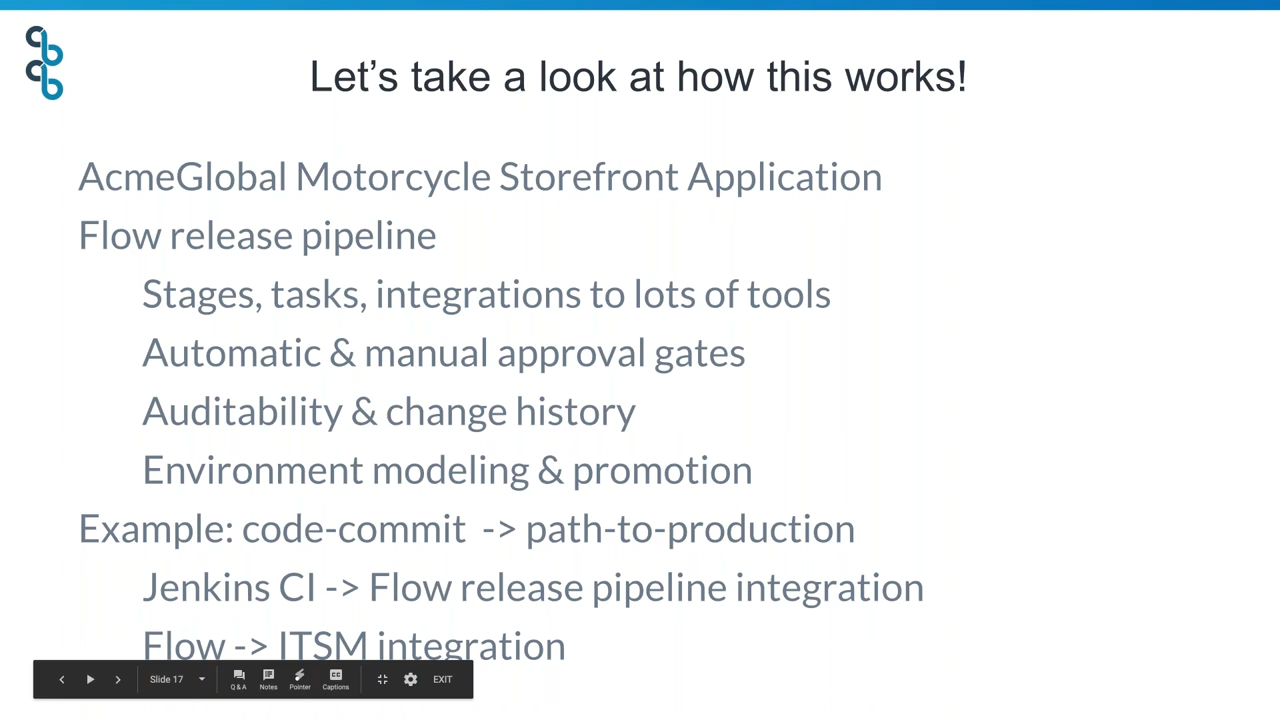 Let’s take a look at how this works!
AcmeGlobal Motorcycle Storefront Application
Flow release pipeline
Stages, tasks, integrations to lots of tools
Automatic & manual approval gates
Auditability & change history
Environment modeling & promotion
Example: code-commit -> path-to-production
Jenkins CI -> Flow release pipeline integration
Flow -> ITSM integration
Slide 17 Q&A Notes Pointer Captions EXIT